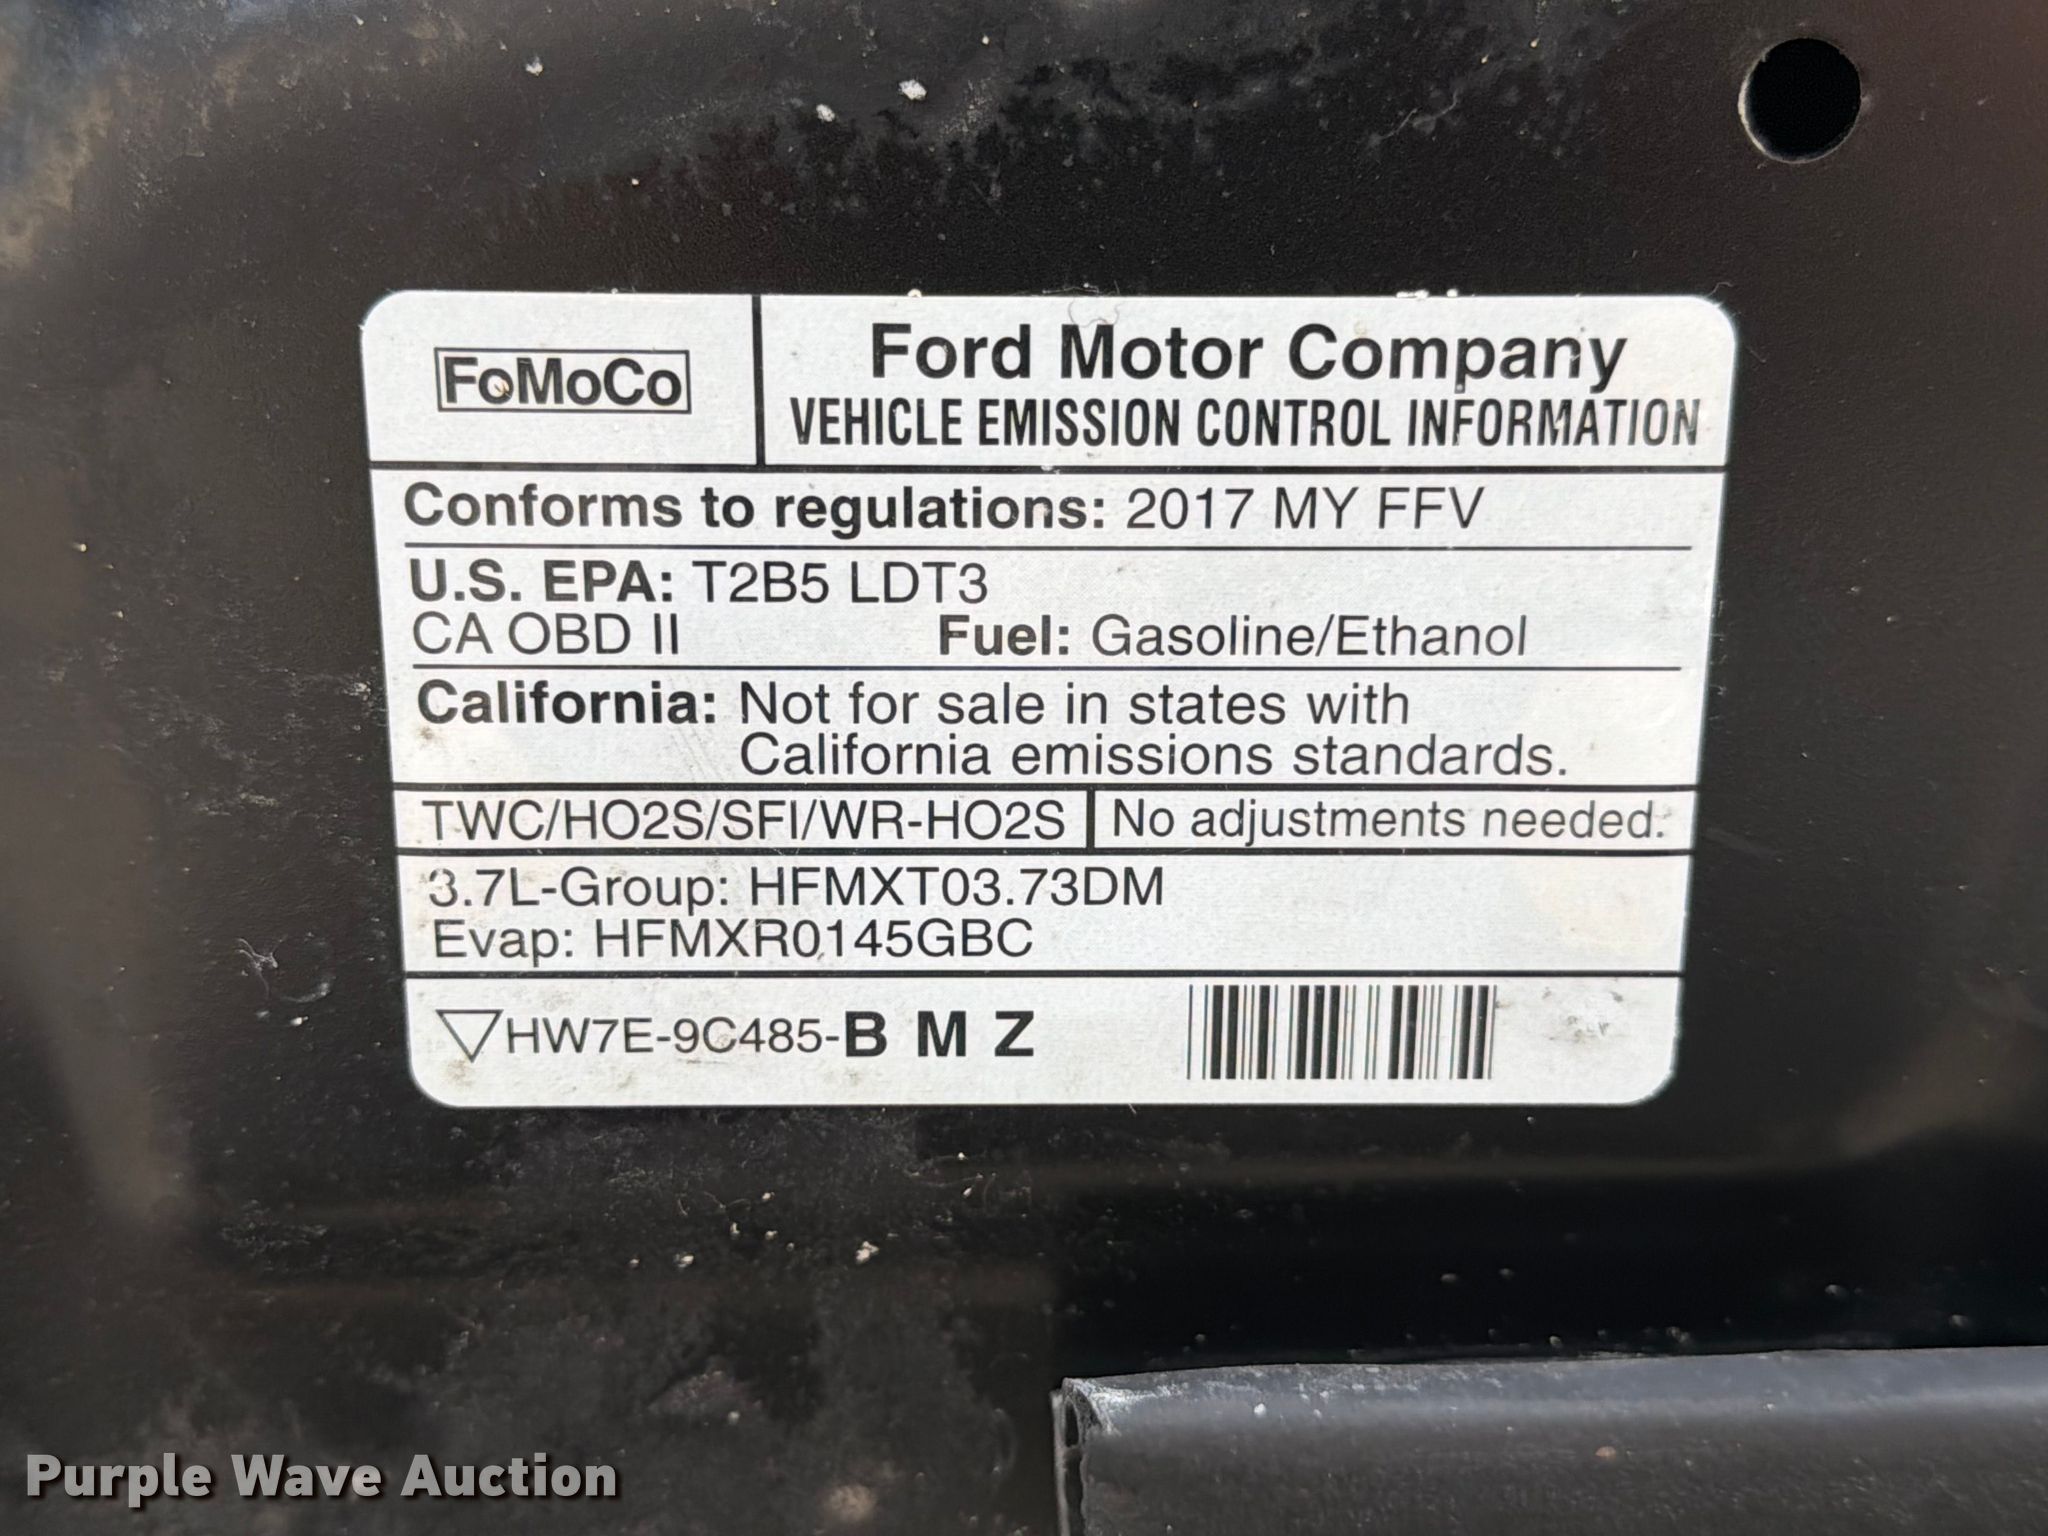 FoMoCo
Ford Motor Company
VEHICLE EMISSION CONTROL INFORMATION
Conforms to regulations: 2017 MY FFV
U.S. EPA: T2B5 LDT3
CA OBD II Fuel: Gasoline/Ethanol
California: Not for sale in states with
California emissions standards.
TWC/HO2S/SFI/WR-HO2S No adjustments needed.
3.7L-Group: HFMXT03.73DM
Evap: HFMXR0145GBC
HW7E-9C485-B M Z
Purple Wave Auction